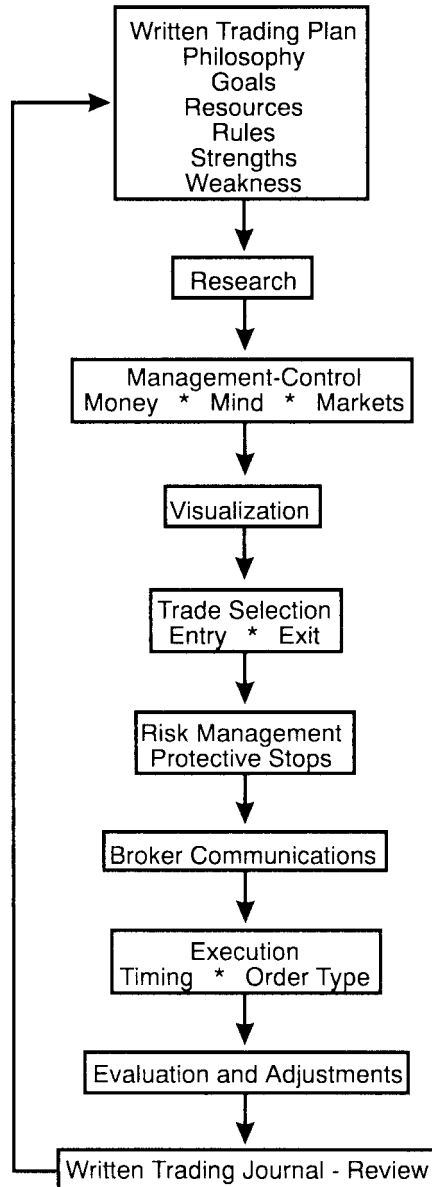 Written Trading Plan
Philosophy
Goals
Resources
Rules
Strengths
Weakness
Research
Management-Control
Money * Mind * Markets
Visualization
Trade Selection
Entry * Exit
Risk Management
Protective Stops
Broker Communications
Execution
Timing * Order Type
Evaluation and Adjustments
Written Trading Journal - Review